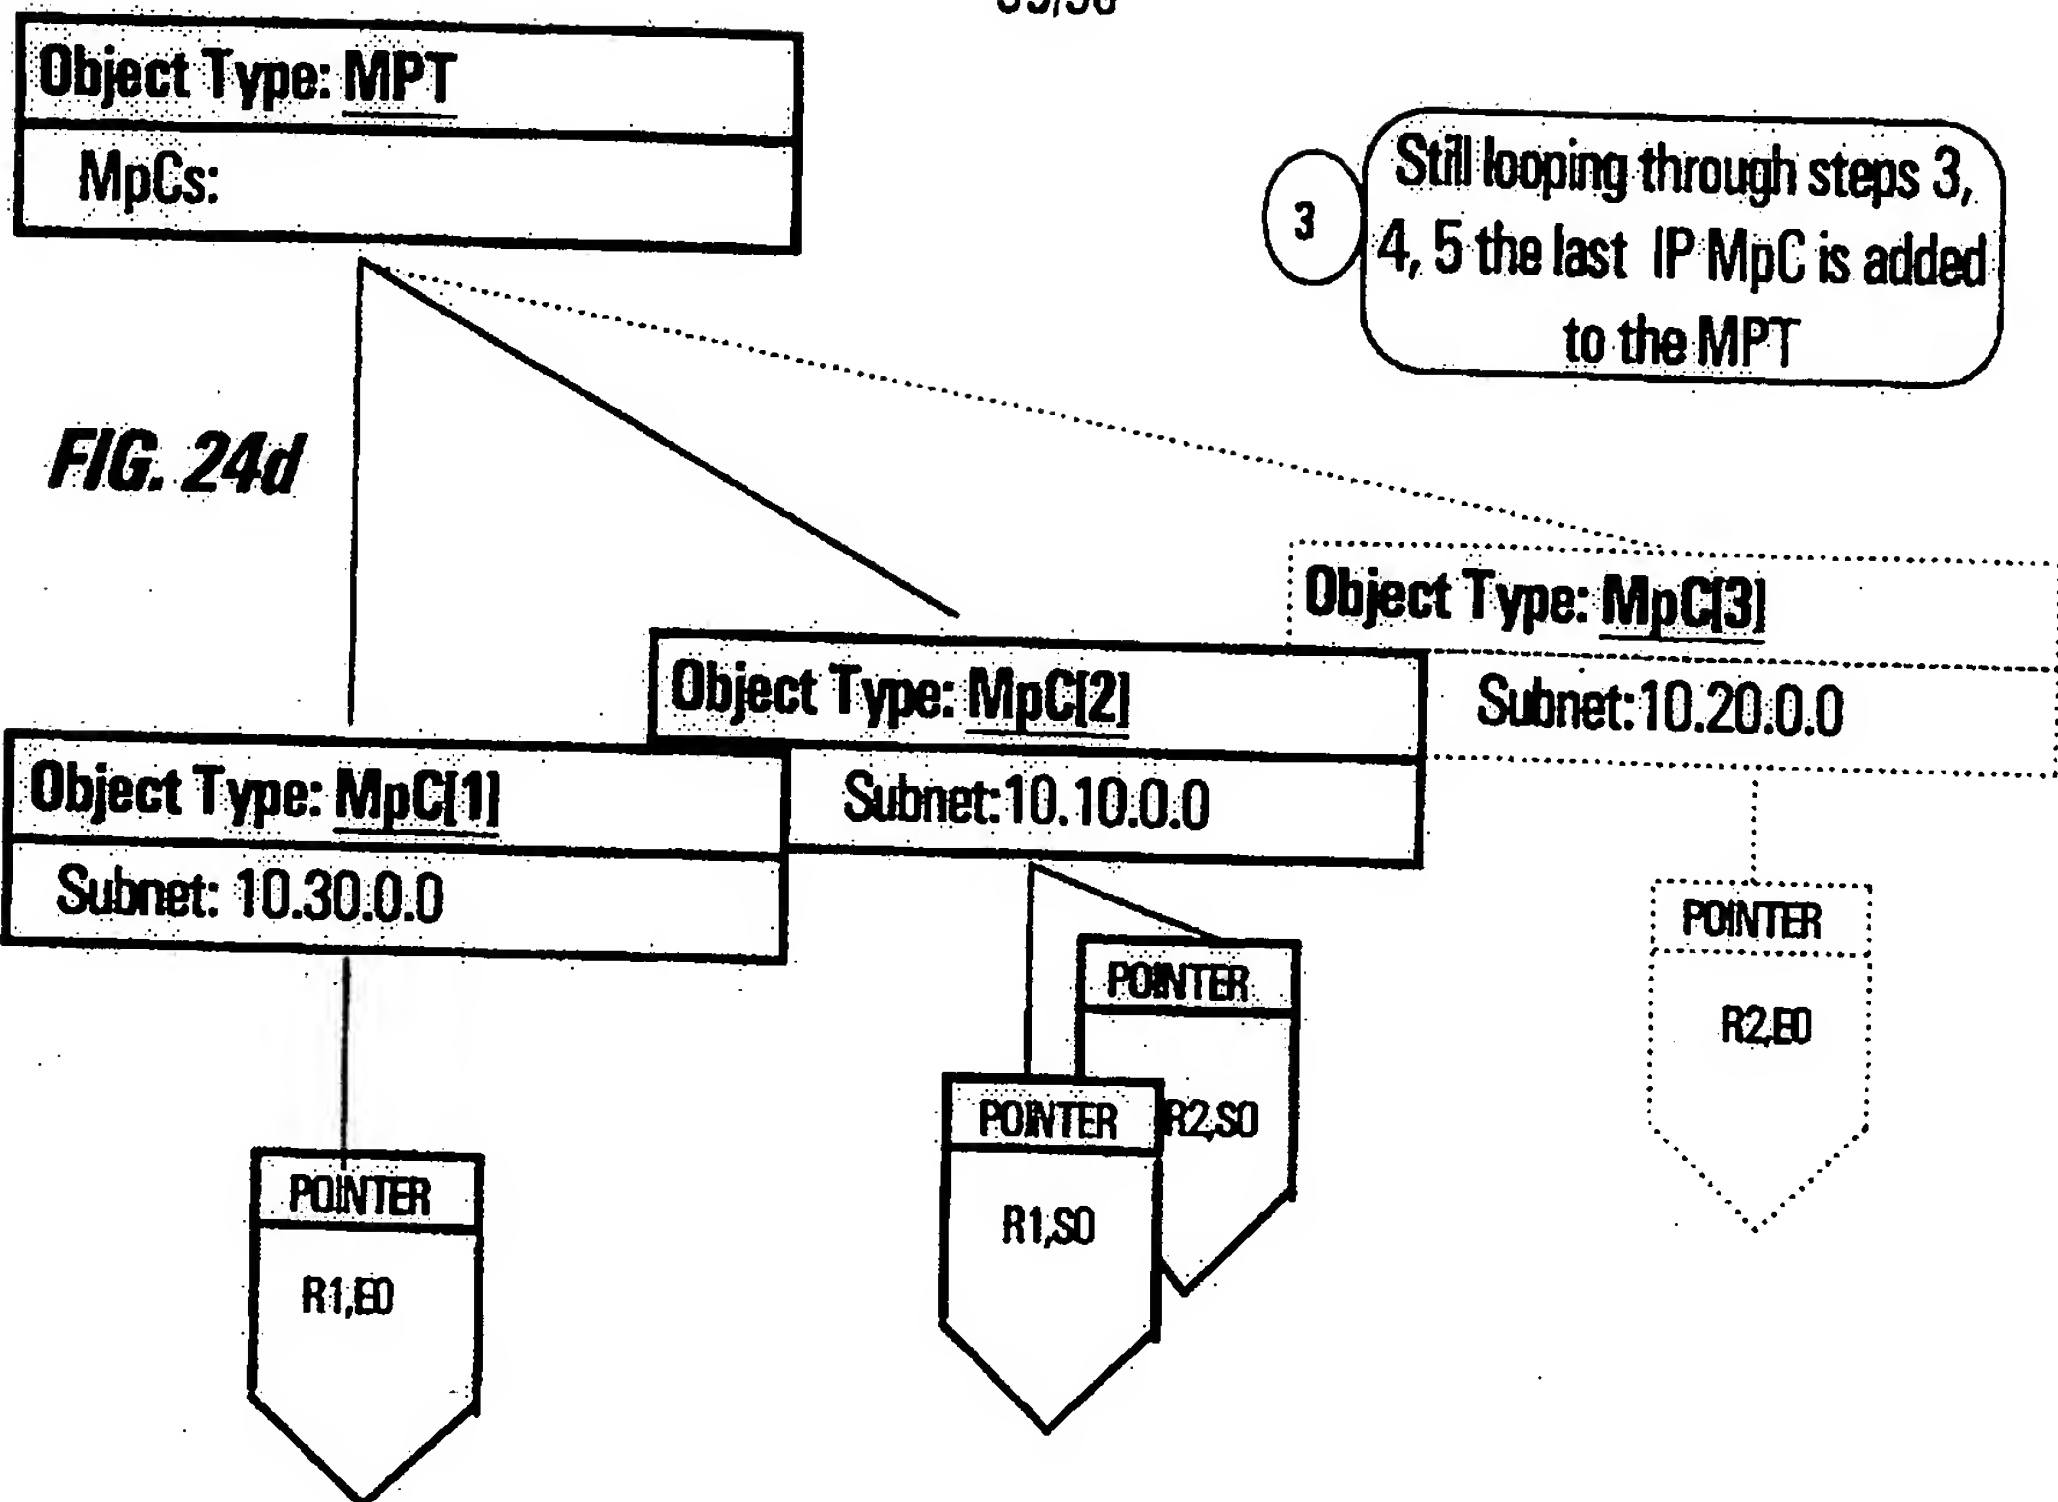 Object Type: MPT
MpCs:
3
Still looping through steps 3,
4, 5 the last IP MpC is added
to the MPT
FIG. 24d
Object Type: MpC[3]
Subnet:10.20.0.0
Object Type: MpC[2]
Subnet:10.10.0.0
Object Type: MpC[1]
Subnet: 10.30.0.0
POINTER
R2,E0
POINTER
R2,S0
POINTER
R1,S0
POINTER
R1,E0